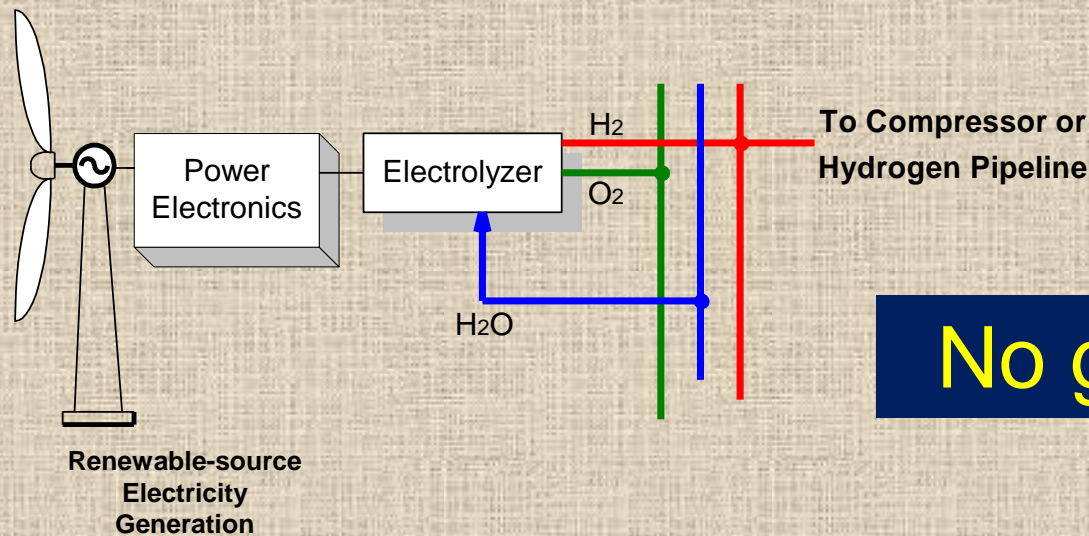 H2
To Compressor or
Hydrogen Pipeline
Power
Electronics
Electrolyzer
O2
H2O
No g
Renewable-source
Electricity
Generation